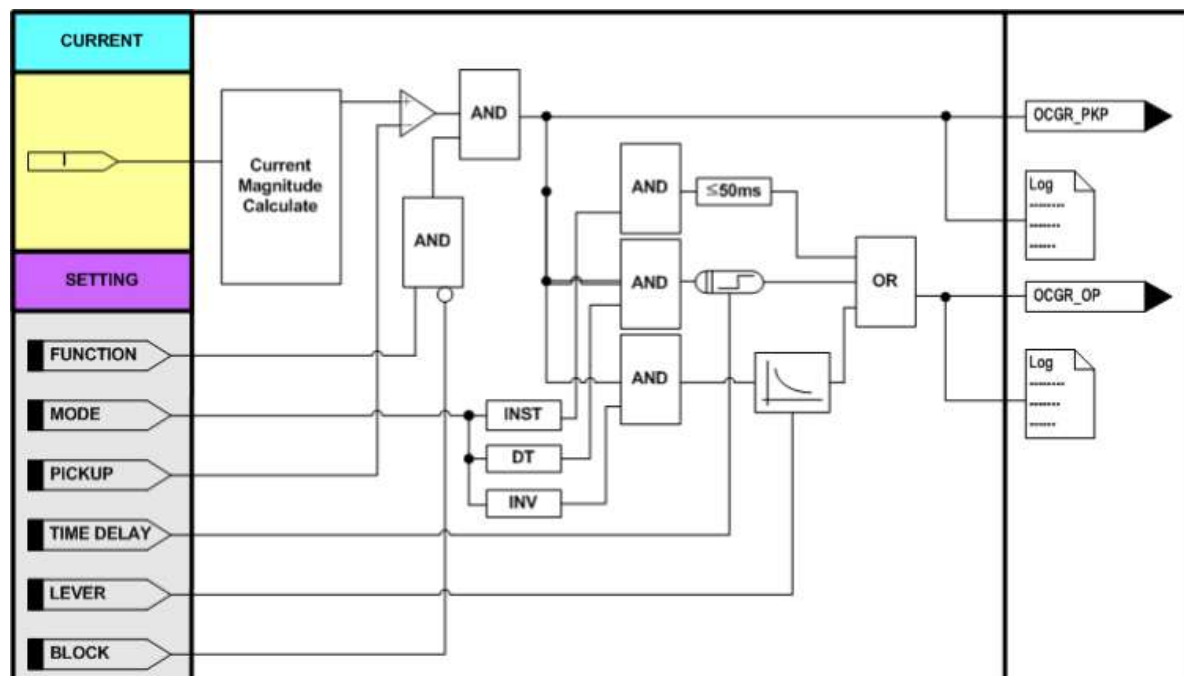 CURRENT
I
SETTING
FUNCTION
MODE
PICKUP
TIME DELAY
LEVER
BLOCK
Current
Magnitude
Calculate
+
−
AND
AND
AND
≤50ms
AND
AND
INST
DT
INV
OR
OCGR_PKP
Log
OCGR_OP
Log